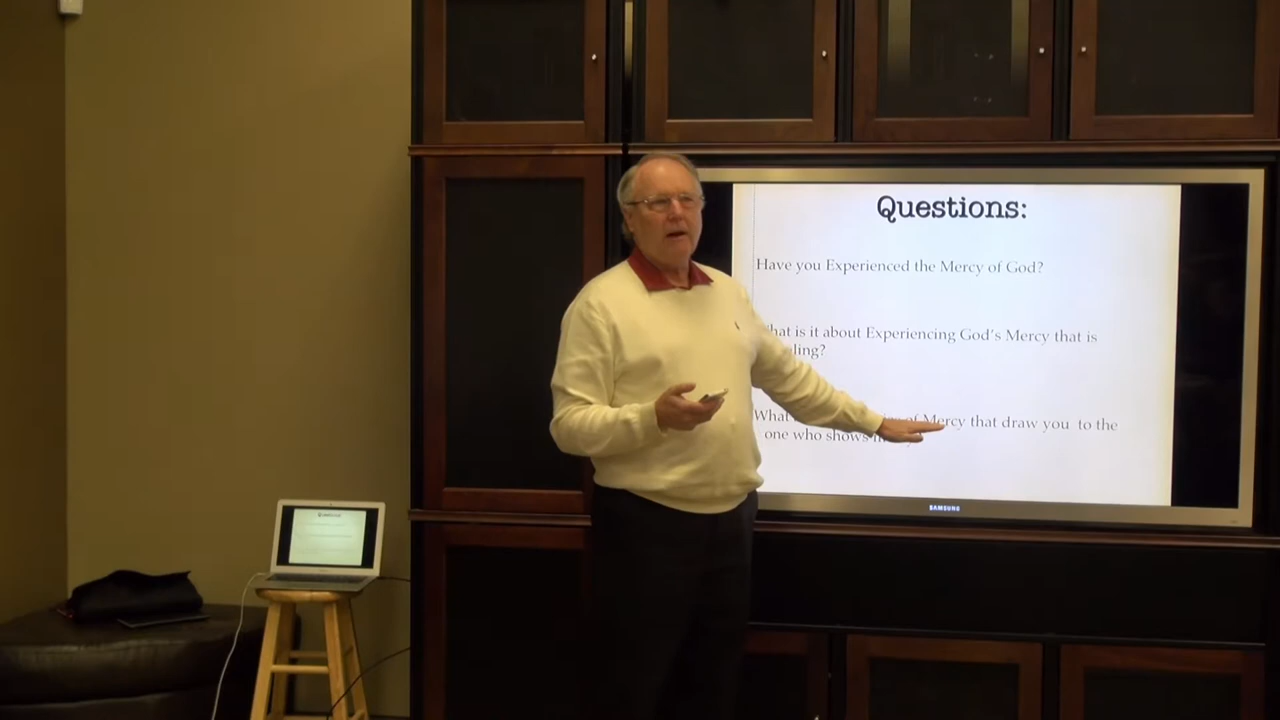 Questions:
Have you Experienced the Mercy of God?
hat is it about Experiencing God's Mercy that is
ling?
What of Mercy that draw you to the
one who shows
SAMSUNG